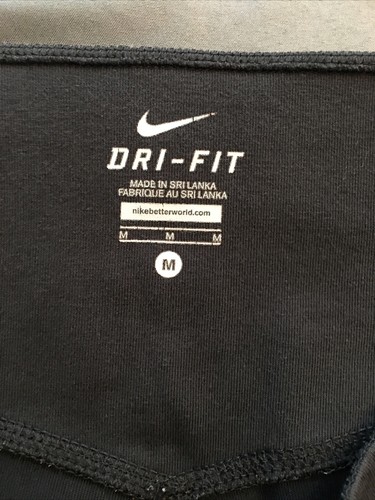 DRI-FIT
MADE IN SRI LANKA
FABRIQUE AU SRI LANKA
nikebetterworld.com
M M M
M